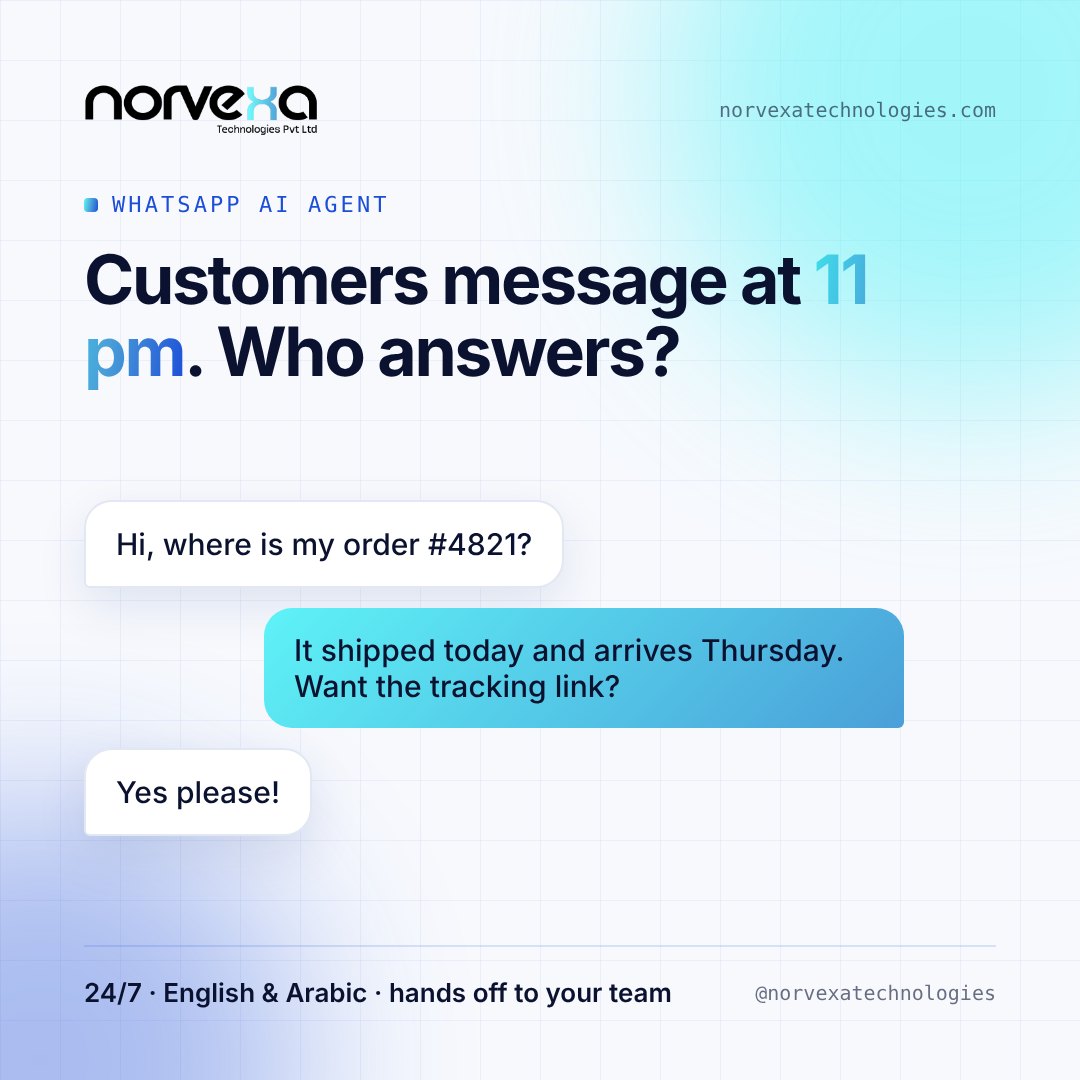 norvexa
Technologies Pvt Ltd
norvexatechnologies.com
WHATSAPP AI AGENT
Customers message at 11
pm. Who answers?
Hi, where is my order #4821?
It shipped today and arrives Thursday.
Want the tracking link?
Yes please!
24/7 · English & Arabic · hands off to your team
@norvexatechnologies